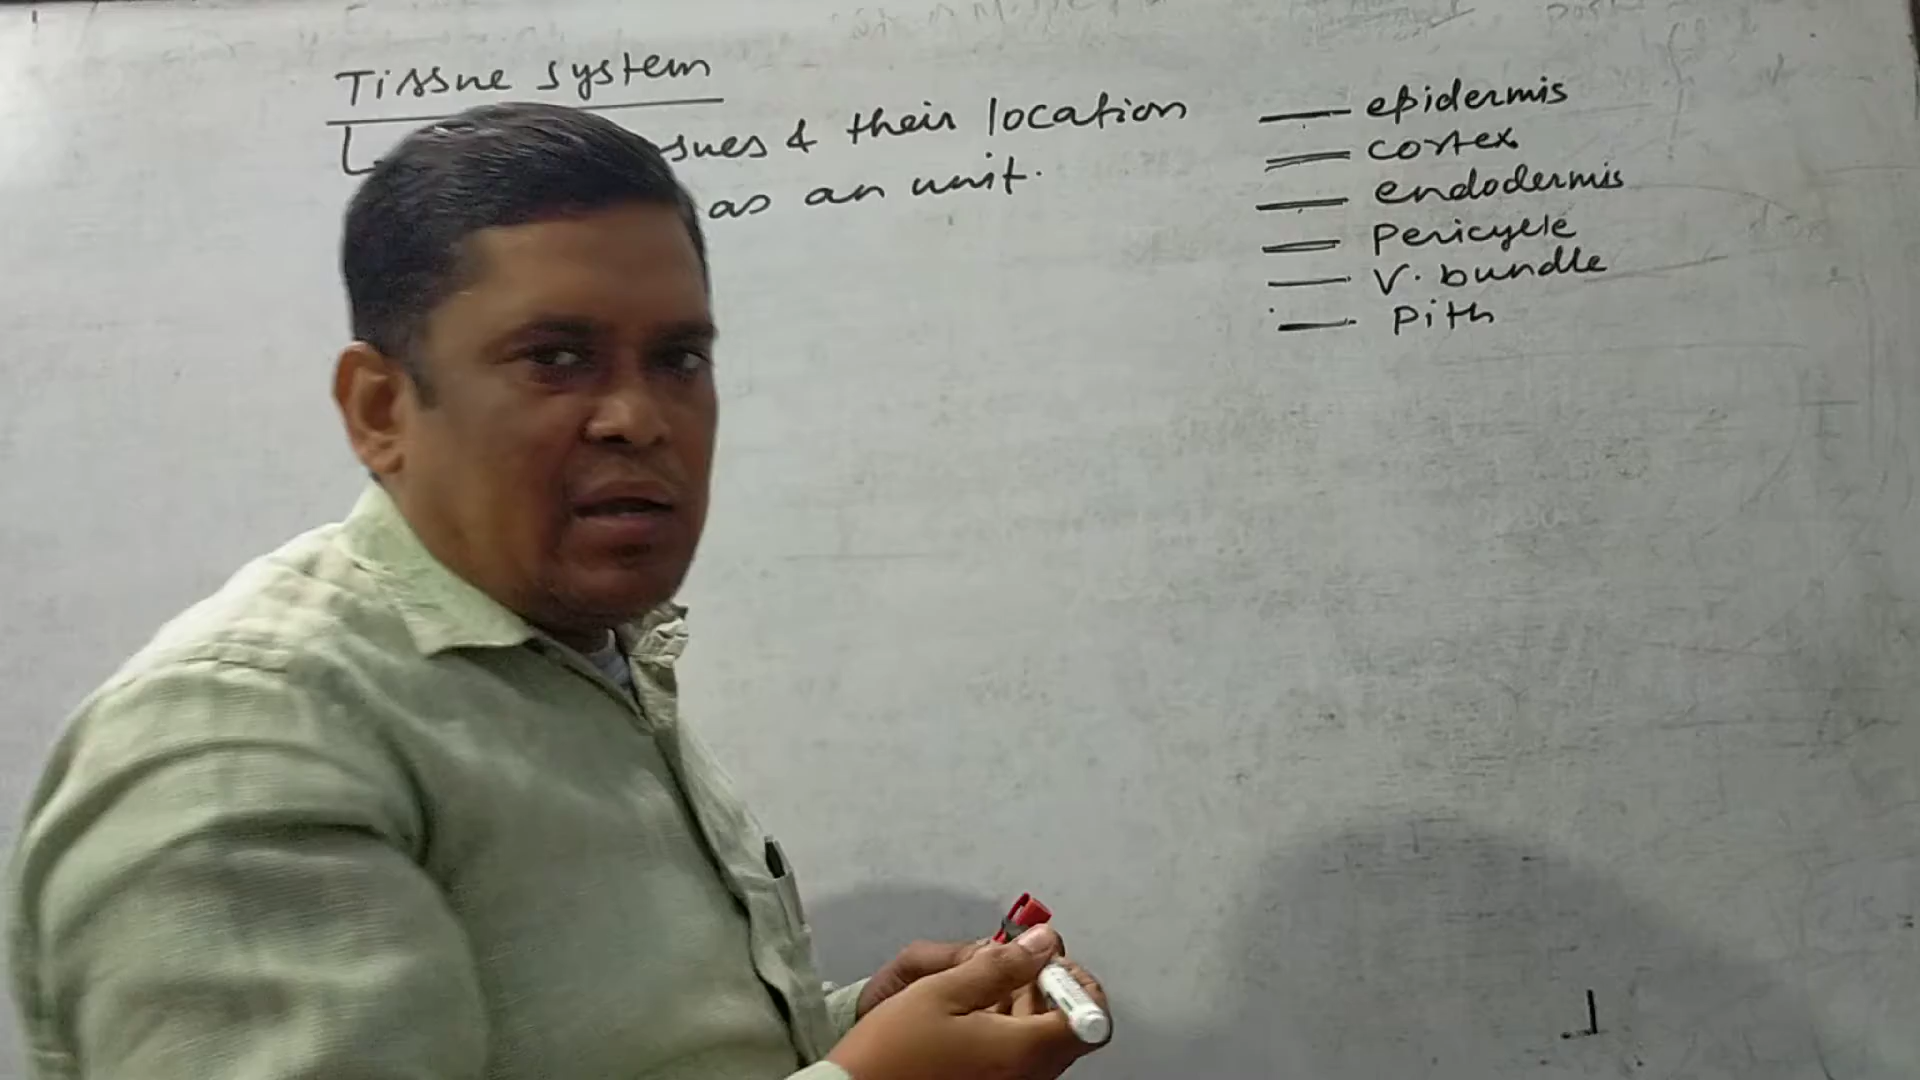 Tissue system
sues & their location
as an unit.
epidermis
cortex
endodermis
Pericycle
V. bundle
Pith